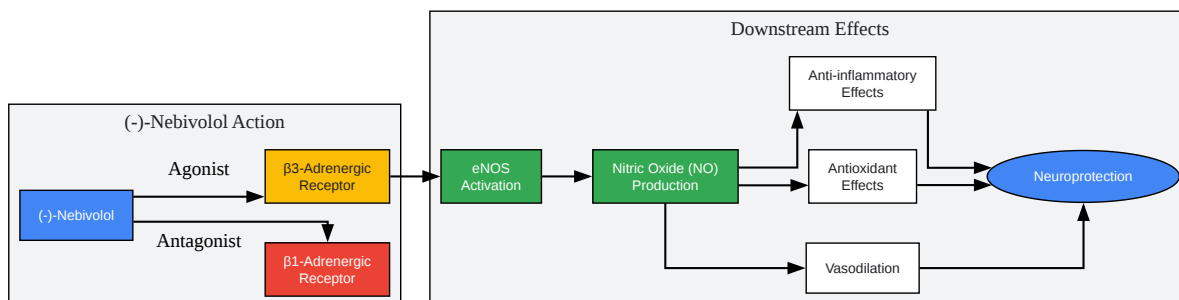 Downstream Effects
(-)-Nebivolol Action
Agonist
Antagonist
(-)-Nebivolol
β3-Adrenergic
Receptor
β1-Adrenergic
Receptor
eNOS
Activation
Nitric Oxide (NO)
Production
Anti-inflammatory
Effects
Antioxidant
Effects
Vasodilation
Neuroprotection